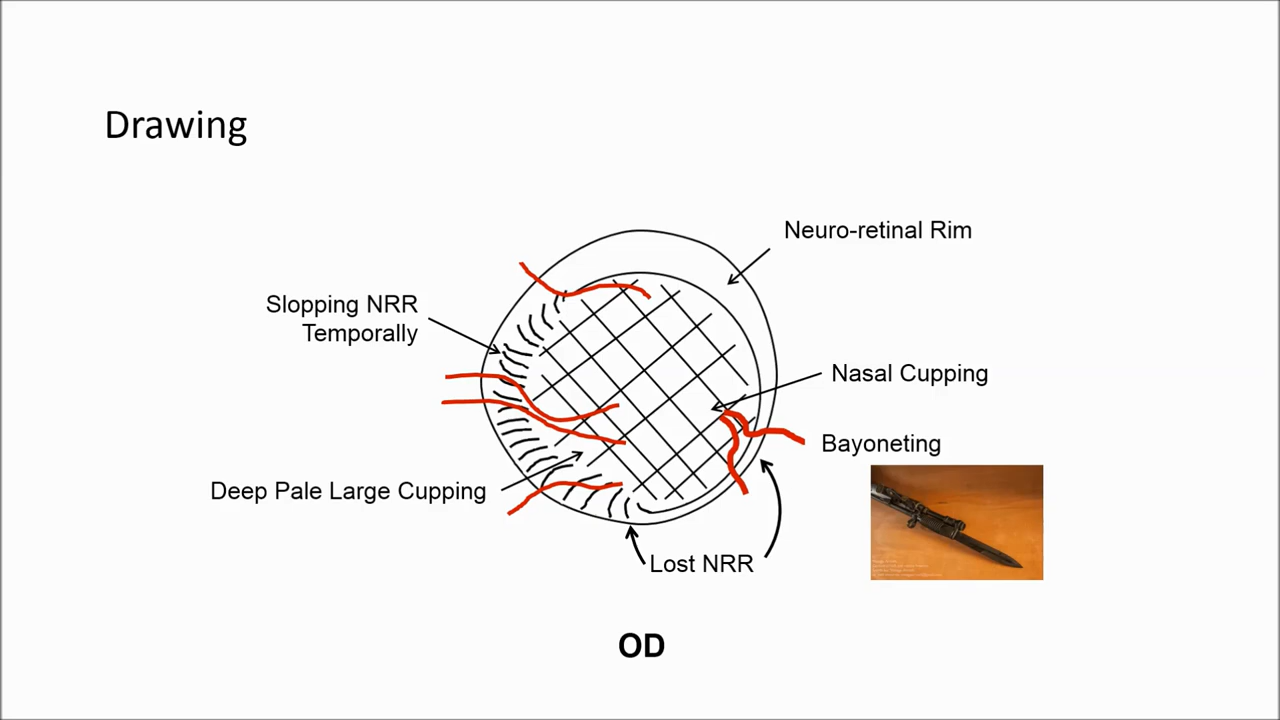 Drawing
Neuro-retinal Rim
Slopping NRR
Temporally
Nasal Cupping
Bayoneting
Deep Pale Large Cupping
Lost NRR
OD